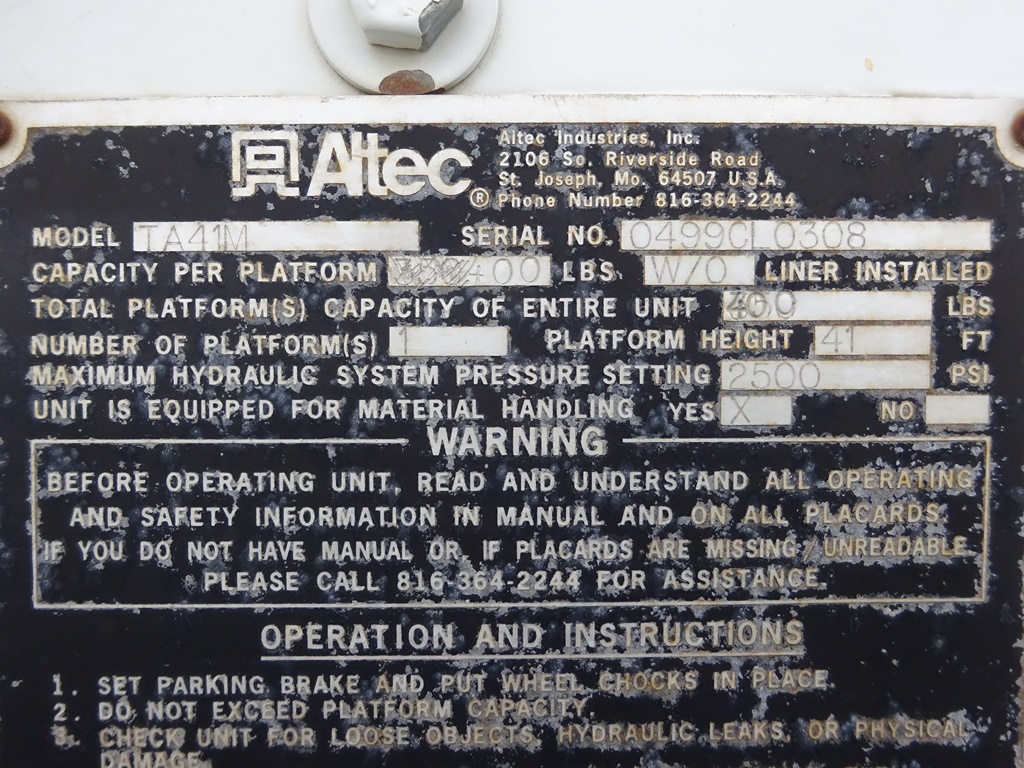 Altec
Altec Industries, Inc.
2106 So. Riverside Road
St. Joseph, Mo. 64507 U.S.A.
® Phone Number 816-364-2244
MODEL TA41M SERIAL NO. 0499CL0308
CAPACITY PER PLATFORM 400 LBS W/O LINER INSTALLED
TOTAL PLATFORM(S) CAPACITY OF ENTIRE UNIT LBS
NUMBER OF PLATFORM(S) 1 PLATFORM HEIGHT 41 FT
MAXIMUM HYDRAULIC SYSTEM PRESSURE SETTING 2500 PSI
UNIT IS EQUIPPED FOR MATERIAL HANDLING YES X NO
WARNING
BEFORE OPERATING UNIT, READ AND UNDERSTAND ALL OPERATING
AND SAFETY INFORMATION IN MANUAL AND ON ALL PLACARDS.
IF YOU DO NOT HAVE MANUAL OR IF PLACARDS ARE MISSING/UNREADABLE
PLEASE CALL 816-364-2244 FOR ASSISTANCE.
OPERATION AND INSTRUCTIONS
1. SET PARKING BRAKE AND PUT WHEEL CHOCKS IN PLACE.
2. DO NOT EXCEED PLATFORM CAPACITY
3. CHECK UNIT FOR LOOSE OBJECTS, HYDRAULIC LEAKS, OR PHYSICAL
DAMAGE.